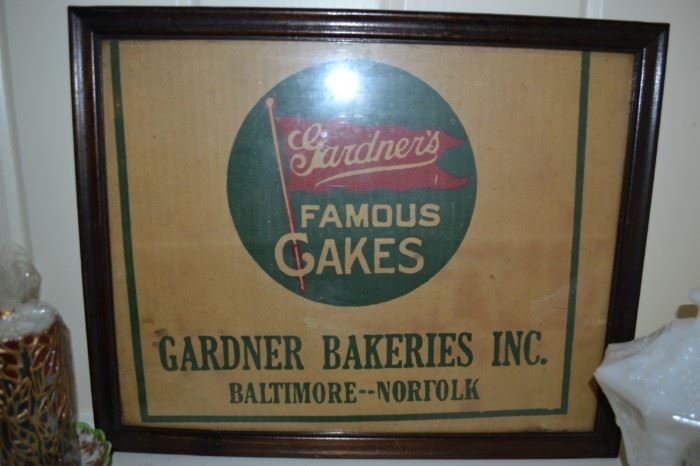 Gardner's
FAMOUS
CAKES
GARDNER BAKERIES INC.
BALTIMORE--NORFOLK